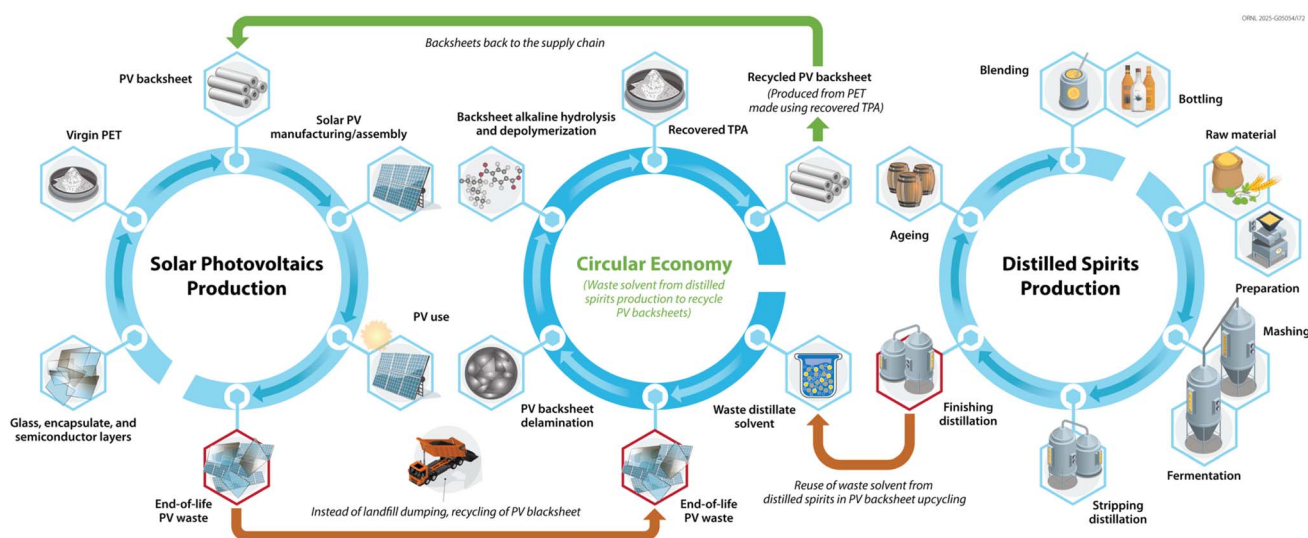 ORNL 2025-G05054/172
Backsheets back to the supply chain
PV backsheet
Virgin PET
Solar PV
manufacturing/assembly
Solar Photovoltaics
Production
PV use
Glass, encapsulate, and
semiconductor layers
End-of-life
PV waste
Instead of landfill dumping, recycling of PV blacksheet
Backsheet alkaline hydrolysis
and depolymerization
Recovered TPA
Recycled PV backsheet
(Produced from PET
made using recovered TPA)
Circular Economy
(Waste solvent from distilled
spirits production to recycle
PV backsheets)
PV backsheet
delamination
End-of-life
PV waste
Waste distillate
solvent
Reuse of waste solvent from
distilled spirits in PV backsheet upcycling
Blending
Bottling
Raw material
Ageing
Preparation
Distilled Spirits
Production
Mashing
Finishing
distillation
Fermentation
Stripping
distillation